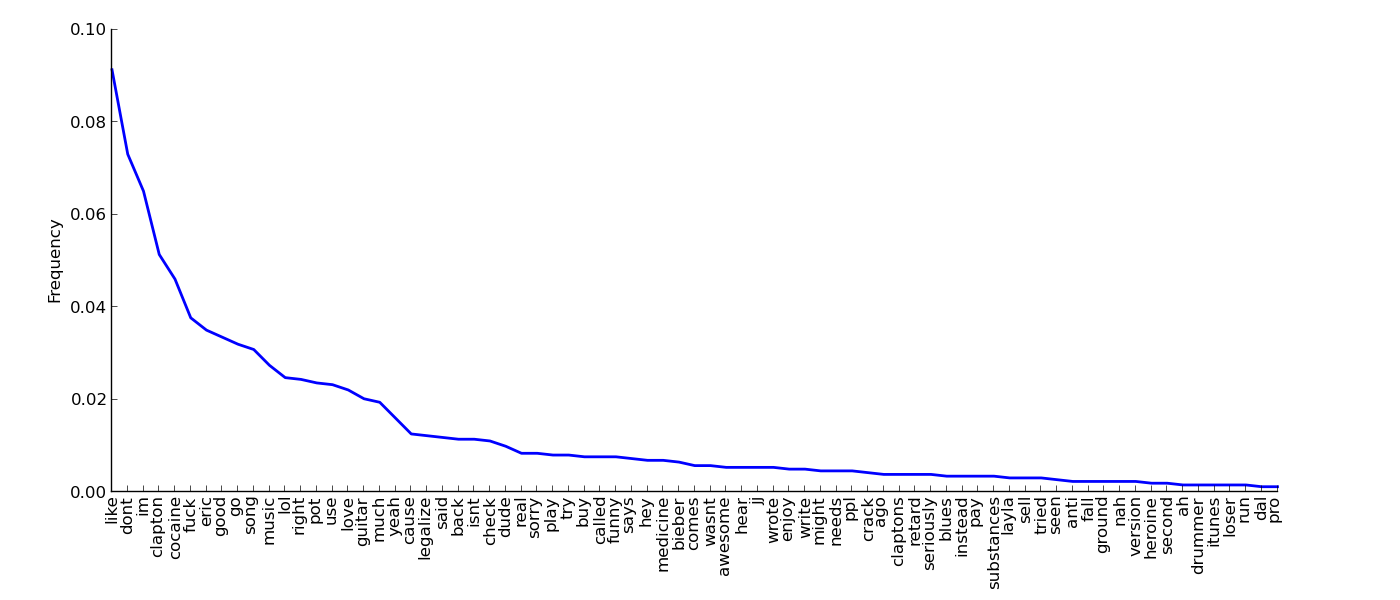 0.10
0.08
0.06
0.04
0.02
0.00
Frequency
like
dont
im
clapton
cocaine
fuck
eric
good
go
song
music
lol
right
pot
use
love
guitar
much
yeah
cause
legalize
said
back
isnt
check
dude
real
sorry
play
try
buy
called
funny
says
hey
medicine
bieber
comes
wasnt
awesome
hear
jj
wrote
enjoy
write
might
needs
ppl
crack
ago
claptons
retard
seriously
blues
instead
pay
substances
layla
sell
tried
seen
anti
fall
ground
nah
version
heroine
second
ah
drummer
itunes
loser
run
dal
pro